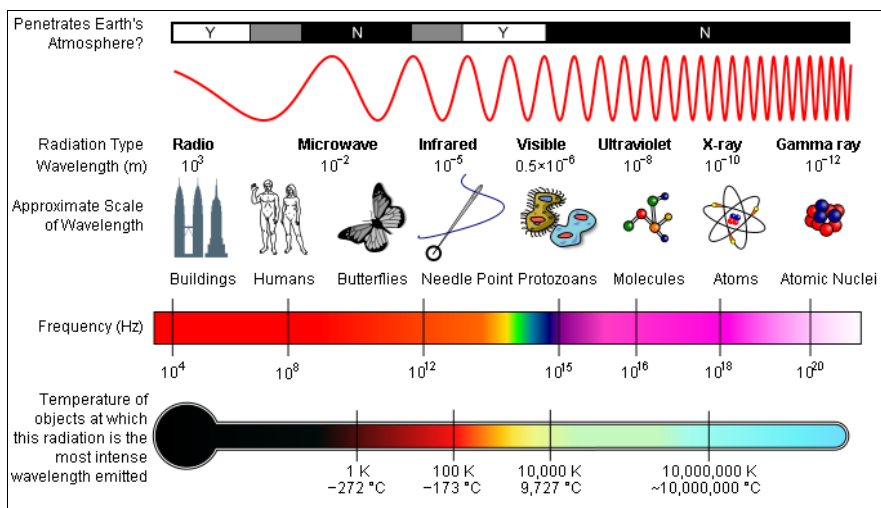 Penetrates Earth's
Atmosphere?
Y N Y N
Radiation Type
Wavelength (m)
Radio Microwave Infrared Visible Ultraviolet X-ray Gamma ray
10³ 10⁻² 10⁻⁵ 0.5×10⁻⁶ 10⁻⁸ 10⁻¹⁰ 10⁻¹²
Approximate Scale
of Wavelength
Buildings Humans Butterflies Needle Point Protozoans Molecules Atoms Atomic Nuclei
Frequency (Hz)
10⁴ 10⁸ 10¹² 10¹⁵ 10¹⁶ 10¹⁸ 10²⁰
Temperature of
objects at which
this radiation is the
most intense
wavelength emitted
1 K 100 K 10,000 K 10,000,000 K
−272 °C −173 °C 9,727 °C ~10,000,000 °C